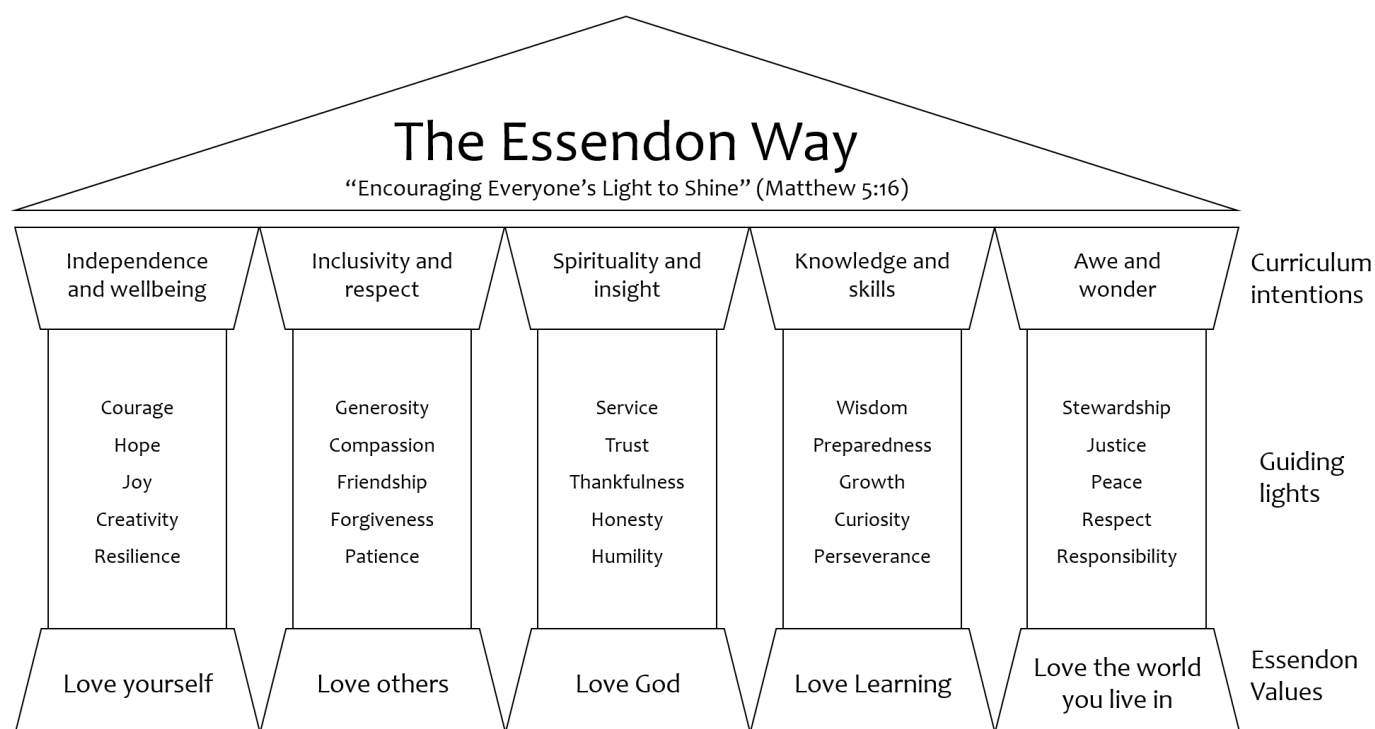 The Essendon Way
“Encouraging Everyone’s Light to Shine” (Matthew 5:16)
Independence
and wellbeing
Inclusivity and
respect
Spirituality and
insight
Knowledge and
skills
Awe and
wonder
Curriculum
intentions
Courage
Hope
Joy
Creativity
Resilience
Generosity
Compassion
Friendship
Forgiveness
Patience
Service
Trust
Thankfulness
Honesty
Humility
Wisdom
Preparedness
Growth
Curiosity
Perseverance
Stewardship
Justice
Peace
Respect
Responsibility
Guiding
lights
Love yourself
Love others
Love God
Love Learning
Love the world
you live in
Essendon
Values